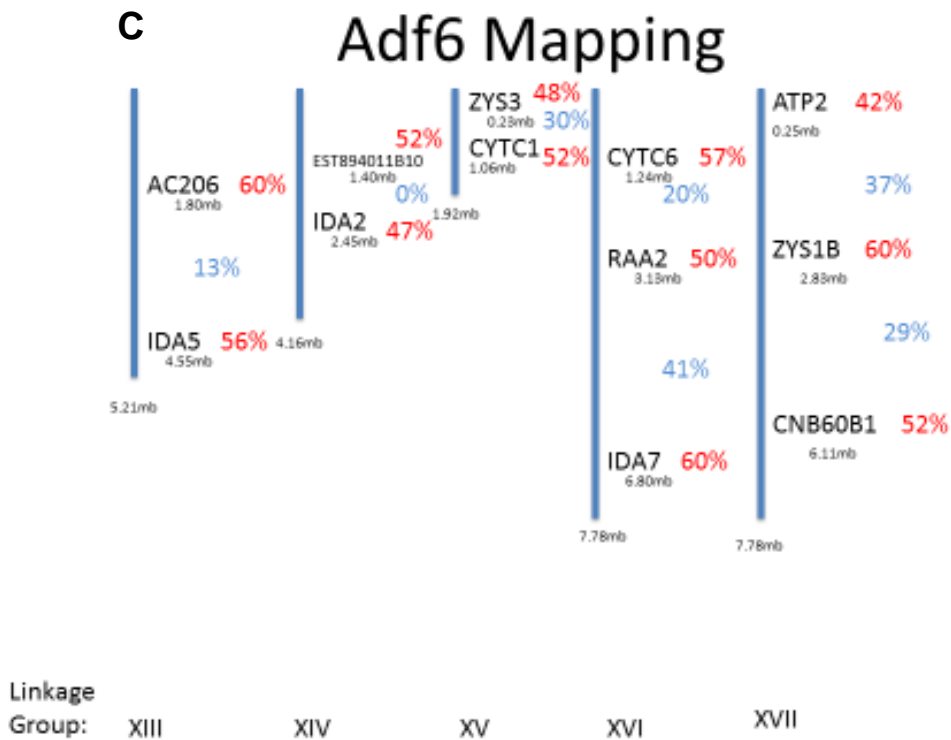 C
Adf6 Mapping
AC206 60%
1.80mb
13%
IDA5 56%
4.55mb
5.21mb
52%
EST894011B10
1.40mb
0%
IDA2 47%
2.45mb
4.16mb
ZYS3 48%
0.23mb 30%
CYTC1 52%
1.06mb
1.92mb
CYTC6 57%
1.24mb
20%
RAA2 50%
3.13mb
41%
IDA7 60%
6.80mb
7.78mb
ATP2 42%
0.25mb
37%
ZYS1B 60%
2.83mb
29%
CNB60B1 52%
6.11mb
7.78mb
Linkage
Group: XIII XIV XV XVI XVII